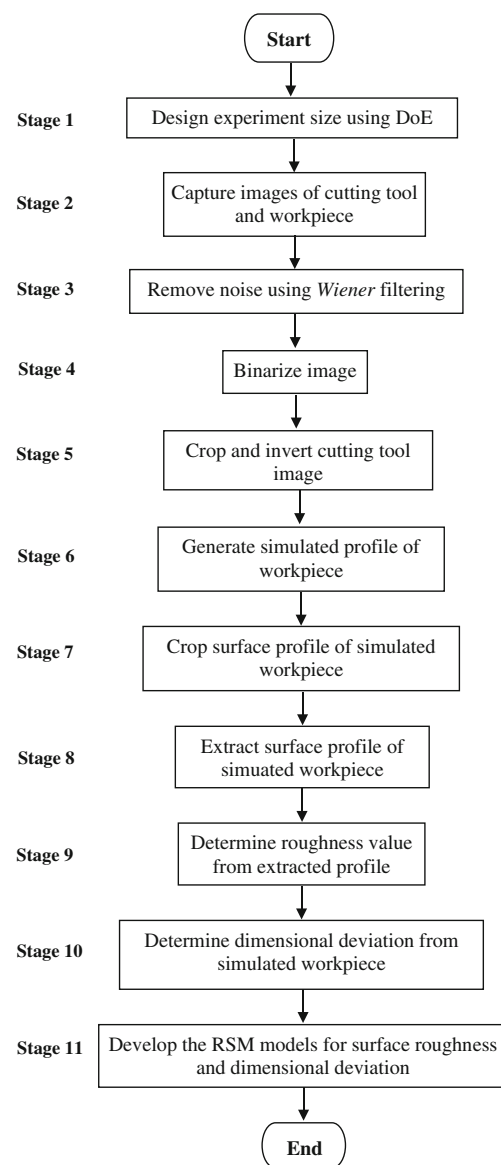 Start
Stage 1
Design experiment size using DoE
Stage 2
Capture images of cutting tool
and workpiece
Stage 3
Remove noise using Wiener filtering
Stage 4
Binarize image
Stage 5
Crop and invert cutting tool
image
Stage 6
Generate simulated profile of
workpiece
Stage 7
Crop surface profile of simulated
workpiece
Stage 8
Extract surface profile of
simuated workpiece
Stage 9
Determine roughness value
from extracted profile
Stage 10
Determine dimensional deviation from
simulated workpiece
Stage 11
Develop the RSM models for surface roughness
and dimensional deviation
End